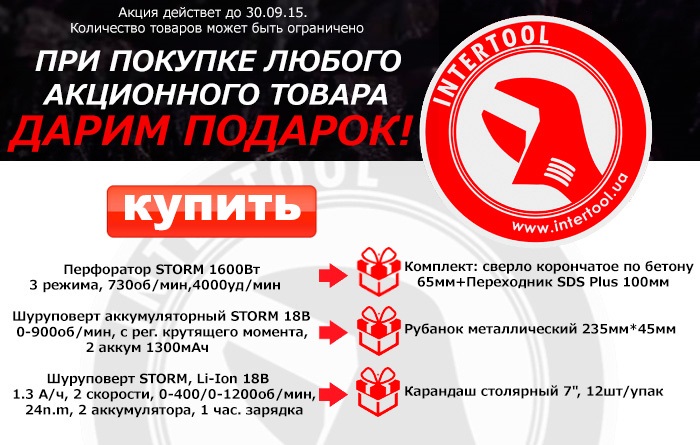 Акция действет до 30.09.15.
Количество товаров может быть ограничено
ПРИ ПОКУПКЕ ЛЮБОГО
АКЦИОННОГО ТОВАРА
ДАРИМ ПОДАРОК!
INTERTOOL
www.intertool.ua
INTERTOOL
купить
Перфоратор STORM 1600Вт
3 режима, 730об/мин,4000уд/мин
Комплект: сверло корончатое по бетону
65мм+Переходник SDS Plus 100мм
Шуруповерт аккумуляторный STORM 18В
0-900об/мин, с рег. крутящего момента,
2 аккум 1300мАч
Рубанок металлический 235мм*45мм
Шуруповерт STORM, Li-Ion 18В
1.3 А/ч, 2 скорости, 0-400/0-1200об/мин,
24n.m, 2 аккумулятора, 1 час. зарядка
Карандаш столярный 7", 12шт/упак